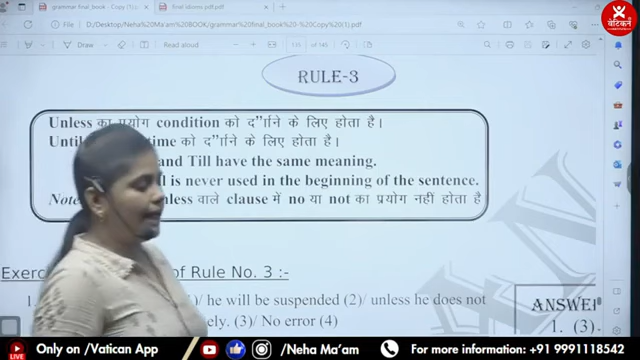 grammar final_book - Copy (1).pdf
final idioms pdf.pdf
D:/Desktop/Neha%20Ma'am%20BOOK/grammar%20final_book%20-%20Copy%20(1).pdf
Draw
Read aloud
135 of 145
वेटिकन
RULE-3
Unless का प्रयोग condition को द”ााने के लिए होता है।
Until time को द”ााने के लिए होता है।
and Till have the same meaning.
l is never used in the beginning of the sentence.
Note nless वाले clause में no या not का प्रयोग नही होता है
Exerc of Rule No. 3 :-
1. )/ he will be suspended (2)/ unless he does not
ely. (3)/ No error (4)
ANSWE
1. (3)
LIVE Only on /Vatican App /Neha Ma'am For more information: +91 9991118542